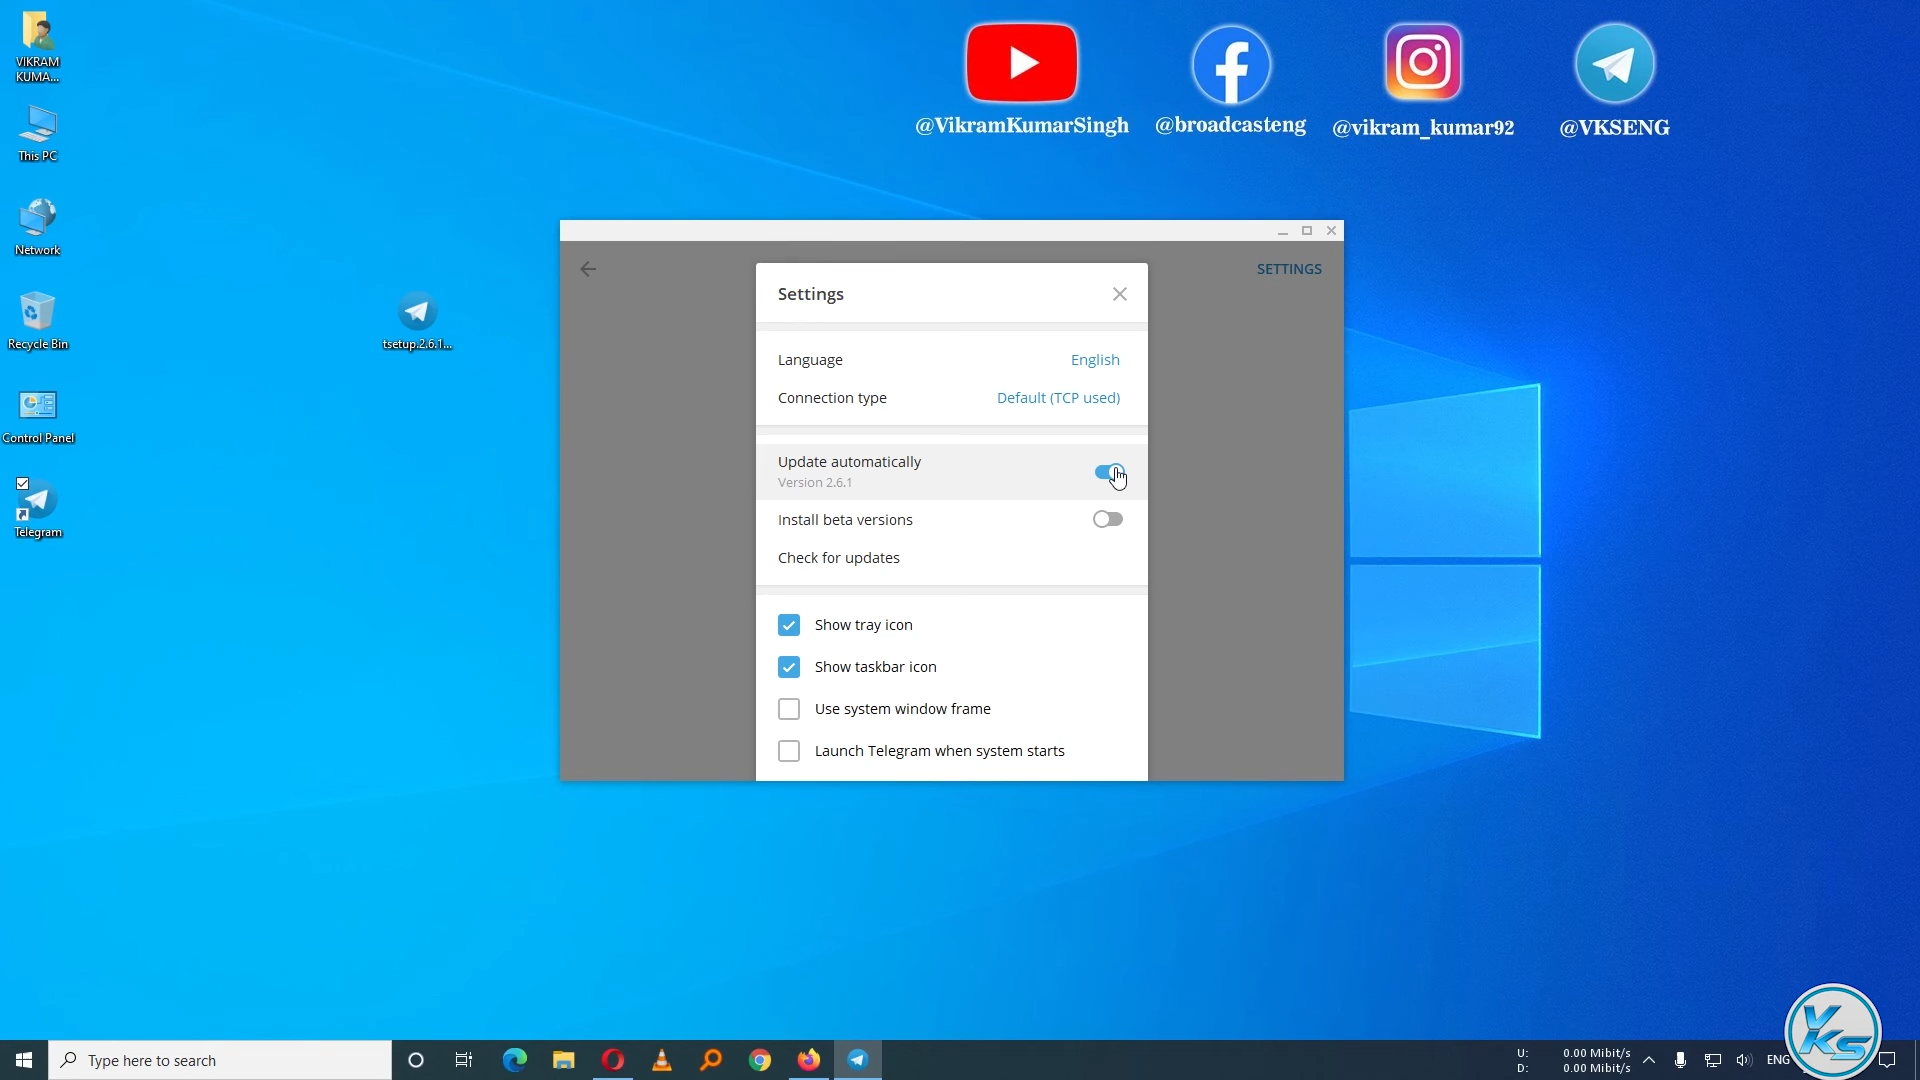 VIKRAM
KUMA...
This PC
Network
Recycle Bin
Control Panel
Telegram
tsetup.2.6.1...
@VikramKumarSingh
@broadcasteng
@vikram_kumar92
@VKSENG
SETTINGS
Settings
Language
English
Connection type
Default (TCP used)
Update automatically
Version 2.6.1
Install beta versions
Check for updates
Show tray icon
Show taskbar icon
Use system window frame
Launch Telegram when system starts
Type here to search
U: 0.00 Mibit/s
D: 0.00 Mibit/s
ENG
VKS